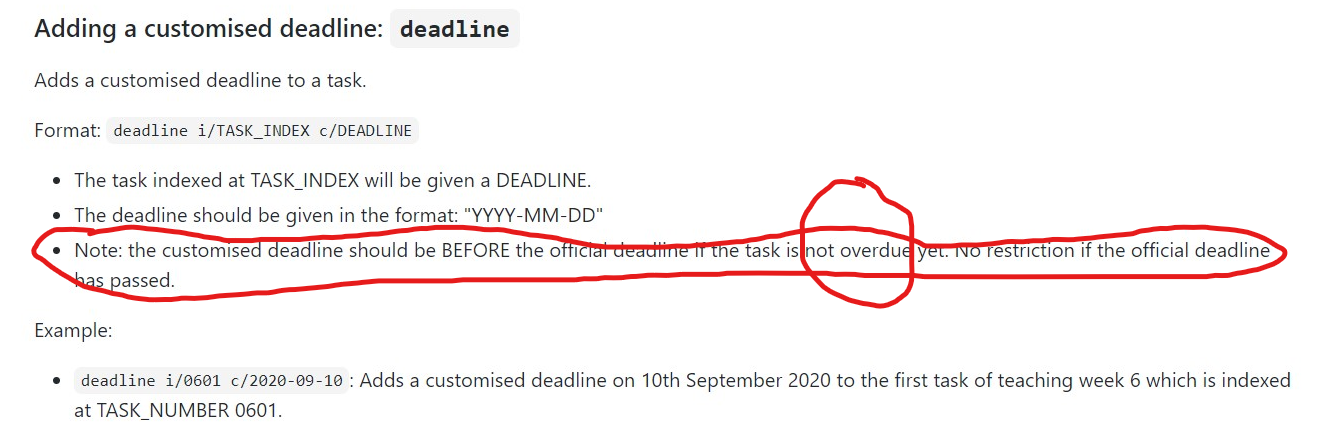 Adding a customised deadline: deadline
Adds a customised deadline to a task.
Format: deadline i/TASK_INDEX c/DEADLINE
• The task indexed at TASK_INDEX will be given a DEADLINE.
• The deadline should be given in the format: "YYYY-MM-DD"
• Note: the customised deadline should be BEFORE the official deadline if the task is not overdue yet. No restriction if the official deadline
has passed.
Example:
• deadline i/0601 c/2020-09-10 : Adds a customised deadline on 10th September 2020 to the first task of teaching week 6 which is indexed
at TASK_NUMBER 0601.